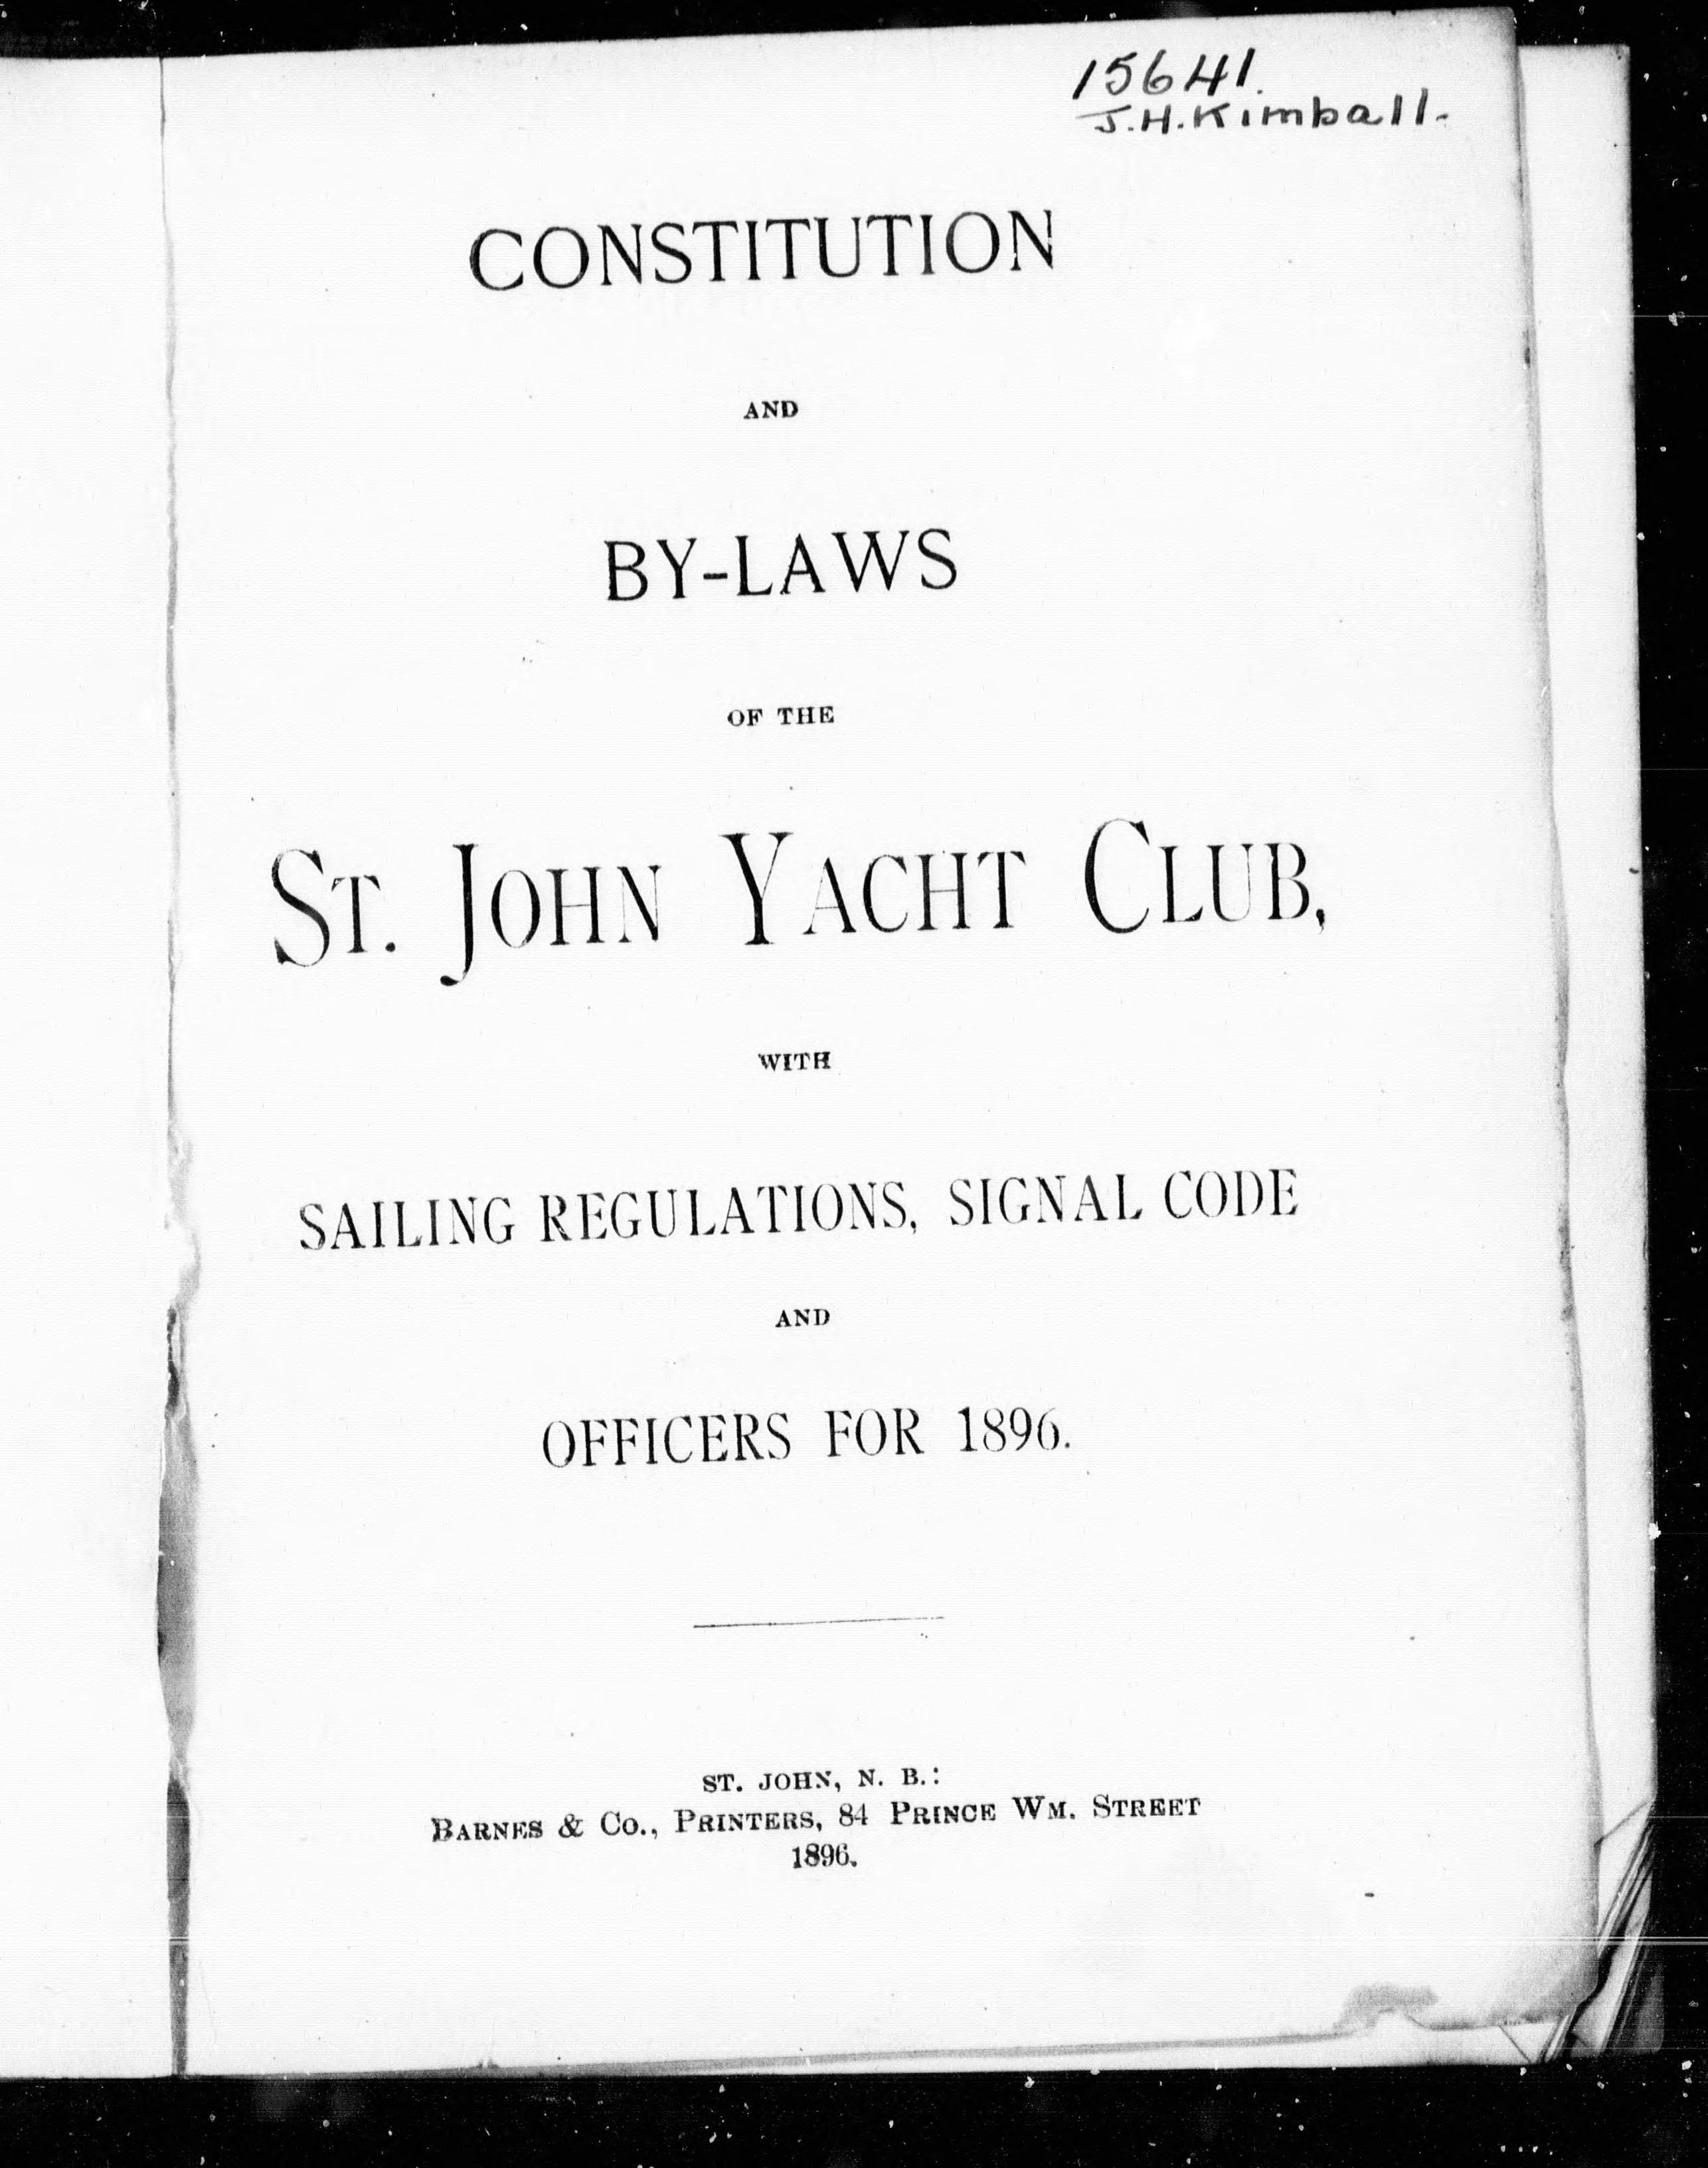 15641.
J.H.Kimball.
CONSTITUTION
AND
BY-LAWS
OF THE
ST. JOHN YACHT CLUB,
WITH
SAILING REGULATIONS, SIGNAL CODE
AND
OFFICERS FOR 1896.
ST. JOHN, N. B.:
BARNES & CO., PRINTERS, 84 PRINCE WM. STREET
1896.